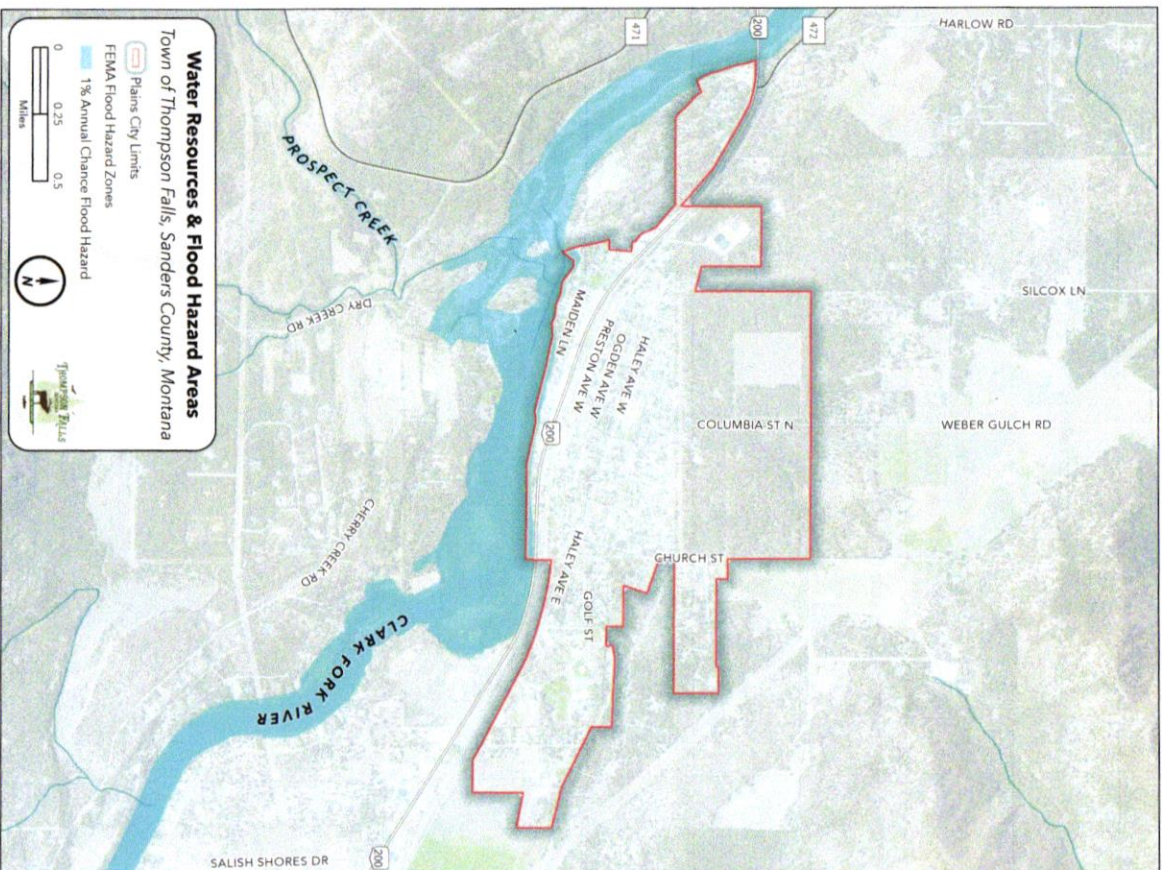 HARLOW RD
472
200
471
SILCOX LN
WEBER GULCH RD
COLUMBIA ST N
HALEY AVE W
OGDEN AVE W
PRESTON AVE W
MAIDEN LN
200
CHURCH ST
GOLF ST
HALEY AVE E
PROSPECT CREEK
DRY CREEK RD
CHERRY CREEK RD
CLARK FORK RIVER
SALISH SHORES DR
200
Water Resources & Flood Hazard Areas
Town of Thompson Falls, Sanders County, Montana
Plains City Limits
FEMA Flood Hazard Zones
1% Annual Chance Flood Hazard
0 0.25 0.5
Miles
N
THOMPSON FALLS